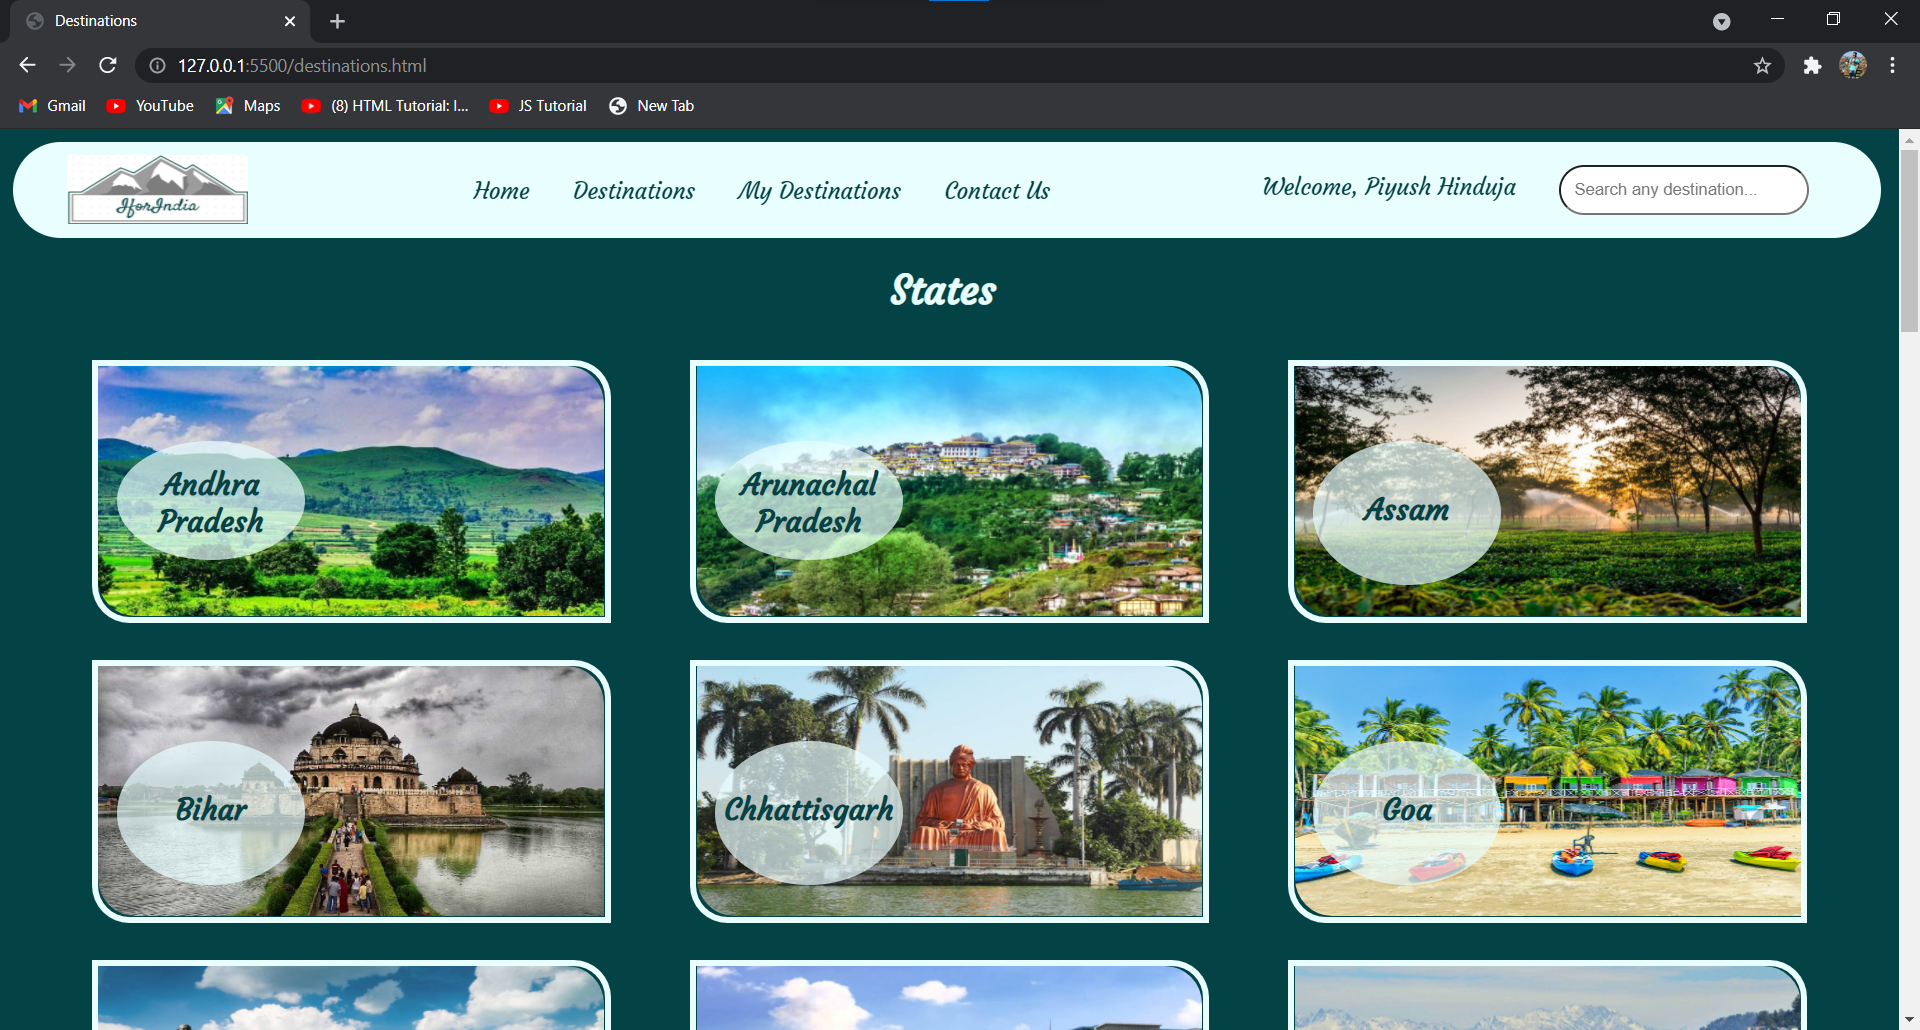 Destinations
127.0.0.1:5500/destinations.html
Gmail YouTube Maps (8) HTML Tutorial: I... JS Tutorial New Tab
IforIndia
Home Destinations My Destinations Contact Us Welcome, Piyush Hinduja Search any destination...
States
Andhra
Pradesh
Arunachal
Pradesh
Assam
Bihar
Chhattisgarh
Goa